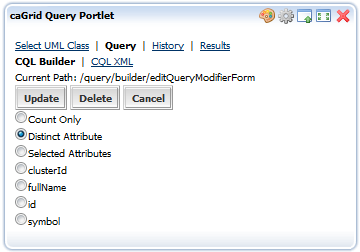 caGrid Query Portlet
Select UML Class | Query | History | Results
CQL Builder | CQL XML
Current Path: /query/builder/editQueryModifierForm
Update Delete Cancel
Count Only
Distinct Attribute
Selected Attributes
clusterId
fullName
id
symbol